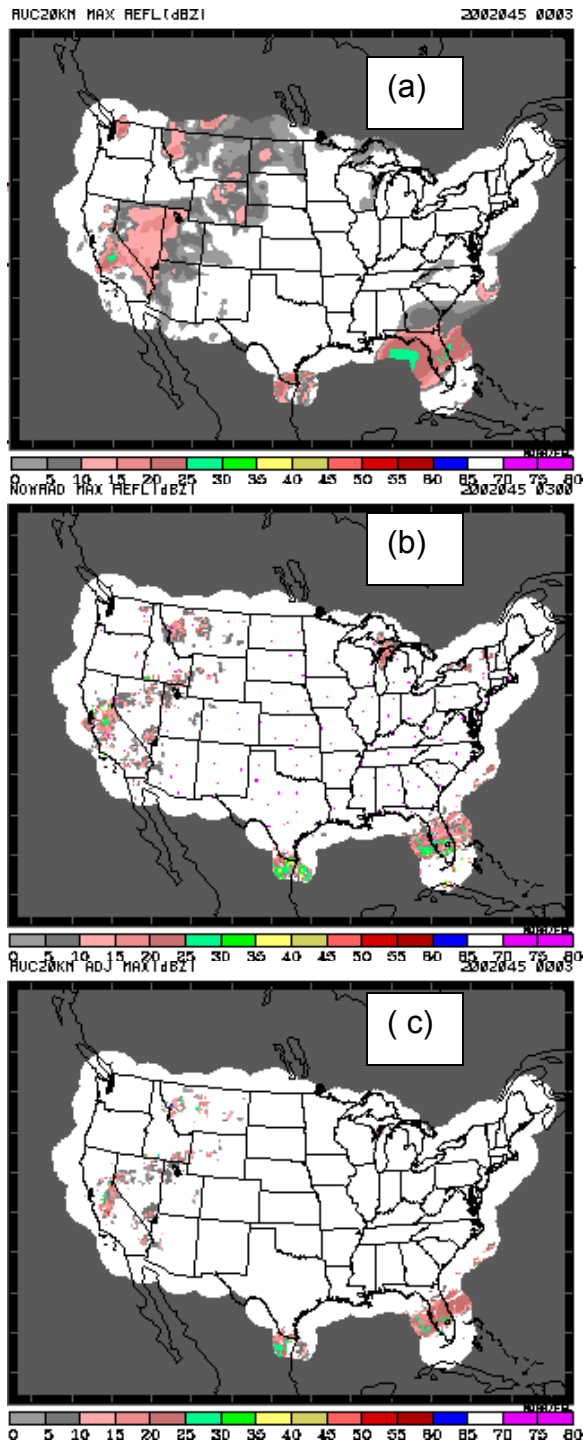 RUC20KM MAX REFL(dBZ) 2002045 0003
(a)
0 5 10 15 20 25 30 35 40 45 50 55 60 65 70 75 80
NOWRAD MAX REFL(dBZ) 2002045 0300
(b)
0 5 10 15 20 25 30 35 40 45 50 55 60 65 70 75 80
RUC20KM ADJ MAX(dBZ) 2002045 0003
( c)
0 5 10 15 20 25 30 35 40 45 50 55 60 65 70 75 80